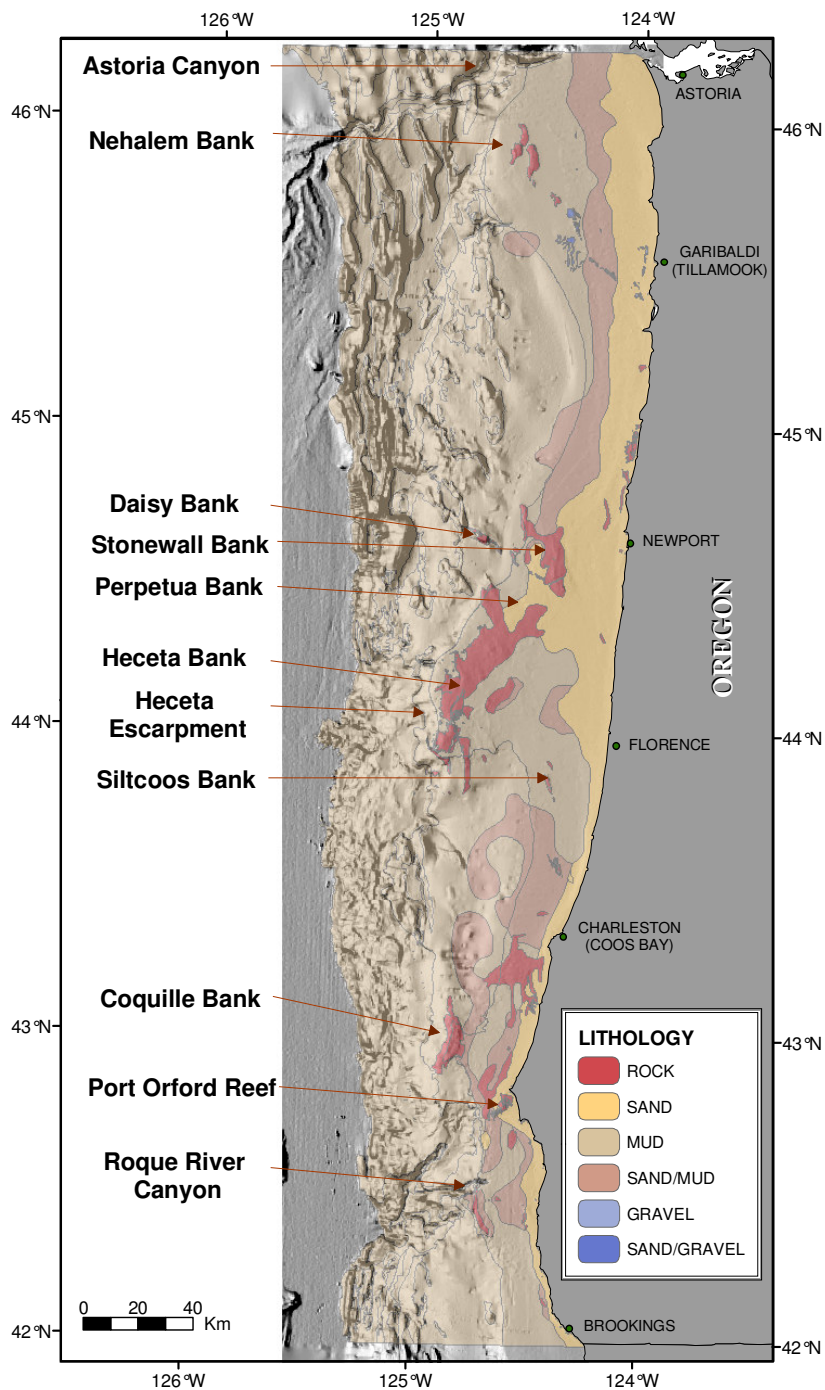 126°W
125°W
124°W
Astoria Canyon
ASTORIA
46°N
46°N
Nehalem Bank
GARIBALDI
(TILLAMOOK)
45°N
45°N
Daisy Bank
Stonewall Bank
NEWPORT
Perpetua Bank
OREGON
Heceta Bank
Heceta
Escarpment
44°N
44°N
FLORENCE
Siltcoos Bank
CHARLESTON
(COOS BAY)
Coquille Bank
43°N
43°N
LITHOLOGY
ROCK
SAND
MUD
SAND/MUD
GRAVEL
SAND/GRAVEL
Port Orford Reef
Roque River
Canyon
0 20 40
Km
BROOKINGS
42°N
42°N
126°W
125°W
124°W